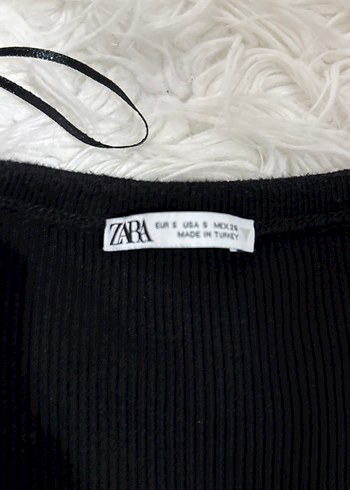 ZARA
EUR S USA S MEX 26
MADE IN TURKEY